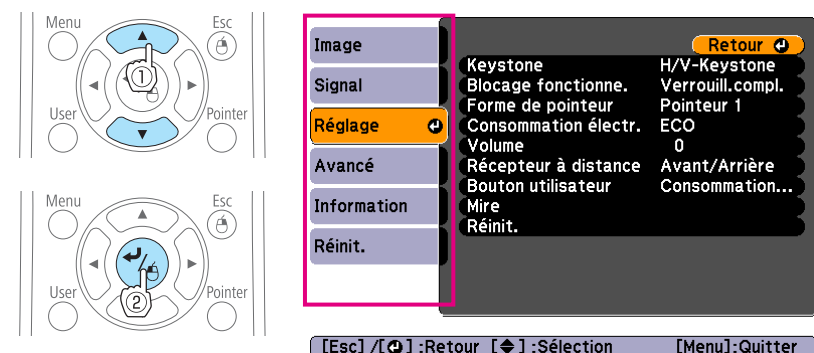 Menu Esc
①
User Pointer
Menu Esc
②
User Pointer
Image
Signal
Réglage
Avancé
Information
Réinit.
Retour
Keystone H/V-Keystone
Blocage fonctionne. Verrouill.compl.
Forme de pointeur Pointeur 1
Consommation électr. ECO
Volume 0
Récepteur à distance Avant/Arrière
Bouton utilisateur Consommation...
Mire
Réinit.
[Esc] /[ ] :Retour [ ] :Sélection [Menu]:Quitter